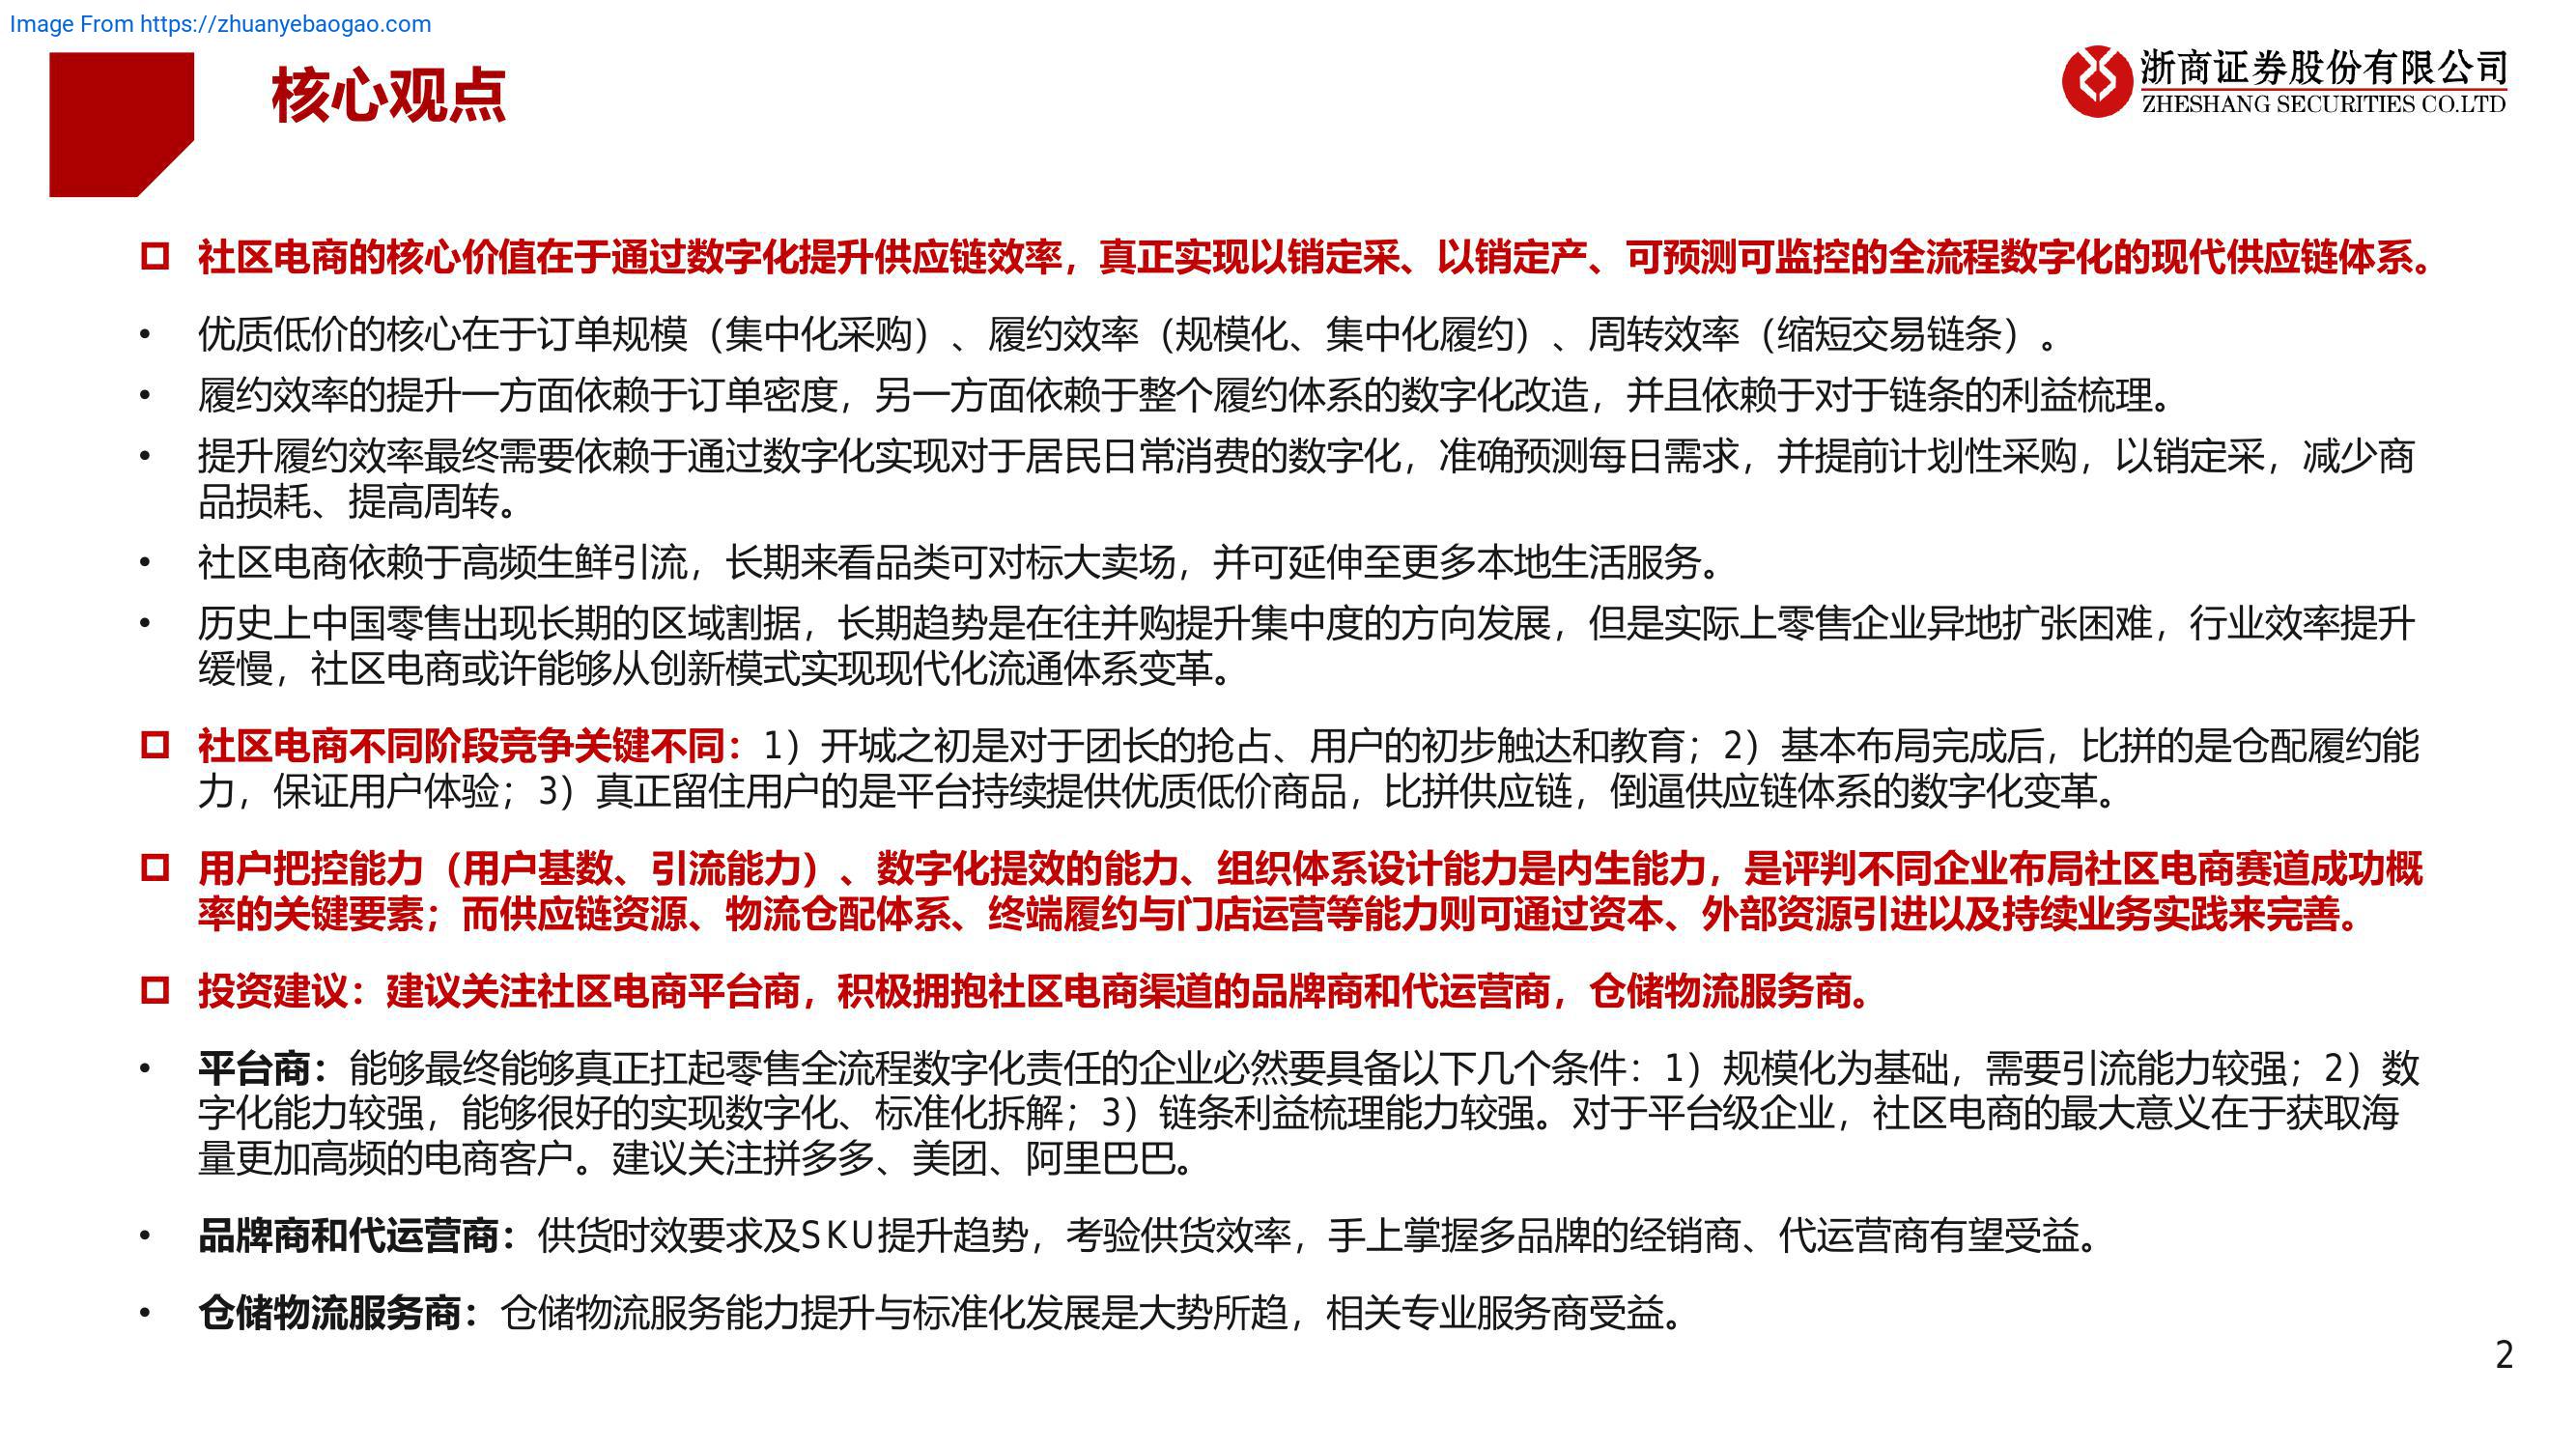 Image From https://zhuanyebaogao.com
核心观点
浙商证券股份有限公司
ZHESHANG SECURITIES CO.LTD
社区电商的核心价值在于通过数字化提升供应链效率，真正实现以销定采、以销定产、可预测可监控的全流程数字化的现代供应链体系。
• 优质低价的核心在于订单规模（集中化采购）、履约效率（规模化、集中化履约）、周转效率（缩短交易链条）。
• 履约效率的提升一方面依赖于订单密度，另一方面依赖于整个履约体系的数字化改造，并且依赖于对于链条的利益梳理。
• 提升履约效率最终需要依赖于通过数字化实现对于居民日常消费的数字化，准确预测每日需求，并提前计划性采购，以销定采，减少商
品损耗、提高周转。
• 社区电商依赖于高频生鲜引流，长期来看品类可对标大卖场，并可延伸至更多本地生活服务。
• 历史上中国零售出现长期的区域割据，长期趋势是在往并购提升集中度的方向发展，但是实际上零售企业异地扩张困难，行业效率提升
缓慢，社区电商或许能够从创新模式实现现代化流通体系变革。
社区电商不同阶段竞争关键不同：1）开城之初是对于团长的抢占、用户的初步触达和教育；2）基本布局完成后，比拼的是仓配履约能
力，保证用户体验；3）真正留住用户的是平台持续提供优质低价商品，比拼供应链，倒逼供应链体系的数字化变革。
用户把控能力（用户基数、引流能力）、数字化提效的能力、组织体系设计能力是内生能力，是评判不同企业布局社区电商赛道成功概
率的关键要素；而供应链资源、物流仓配体系、终端履约与门店运营等能力则可通过资本、外部资源引进以及持续业务实践来完善。
投资建议：建议关注社区电商平台商，积极拥抱社区电商渠道的品牌商和代运营商，仓储物流服务商。
• 平台商：能够最终能够真正扛起零售全流程数字化责任的企业必然要具备以下几个条件：1）规模化为基础，需要引流能力较强；2）数
字化能力较强，能够很好的实现数字化、标准化拆解；3）链条利益梳理能力较强。对于平台级企业，社区电商的最大意义在于获取海
量更加高频的电商客户。建议关注拼多多、美团、阿里巴巴。
• 品牌商和代运营商：供货时效要求及SKU提升趋势，考验供货效率，手上掌握多品牌的经销商、代运营商有望受益。
• 仓储物流服务商：仓储物流服务能力提升与标准化发展是大势所趋，相关专业服务商受益。
2